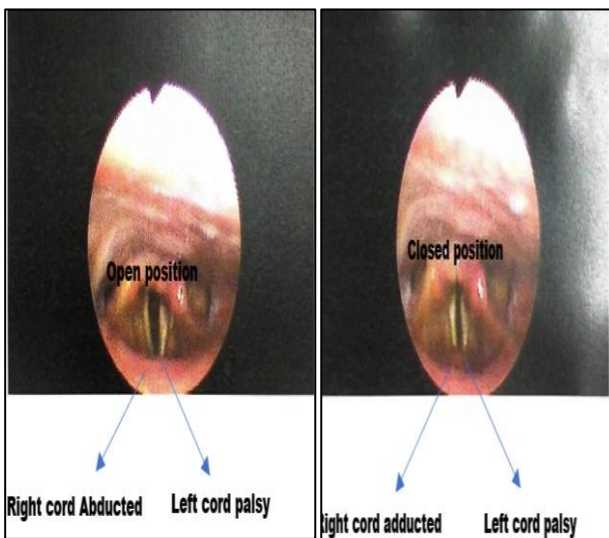 Open position
Right cord Abducted
Left cord palsy
Closed position
ight cord adducted
Left cord palsy